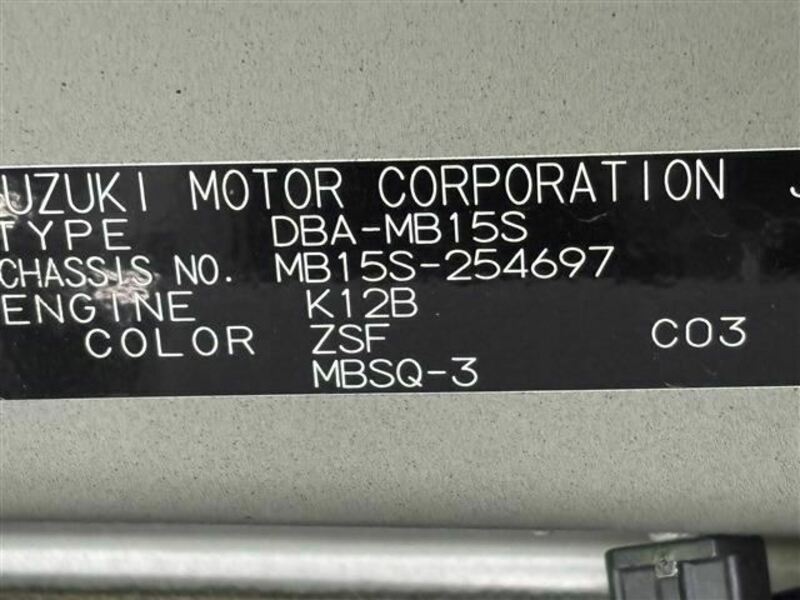 UZUKI MOTOR CORPORATION J
TYPE DBA-MB15S
CHASSIS NO. MB15S-254697
ENGINE K12B
COLOR ZSF C03
MBSQ-3